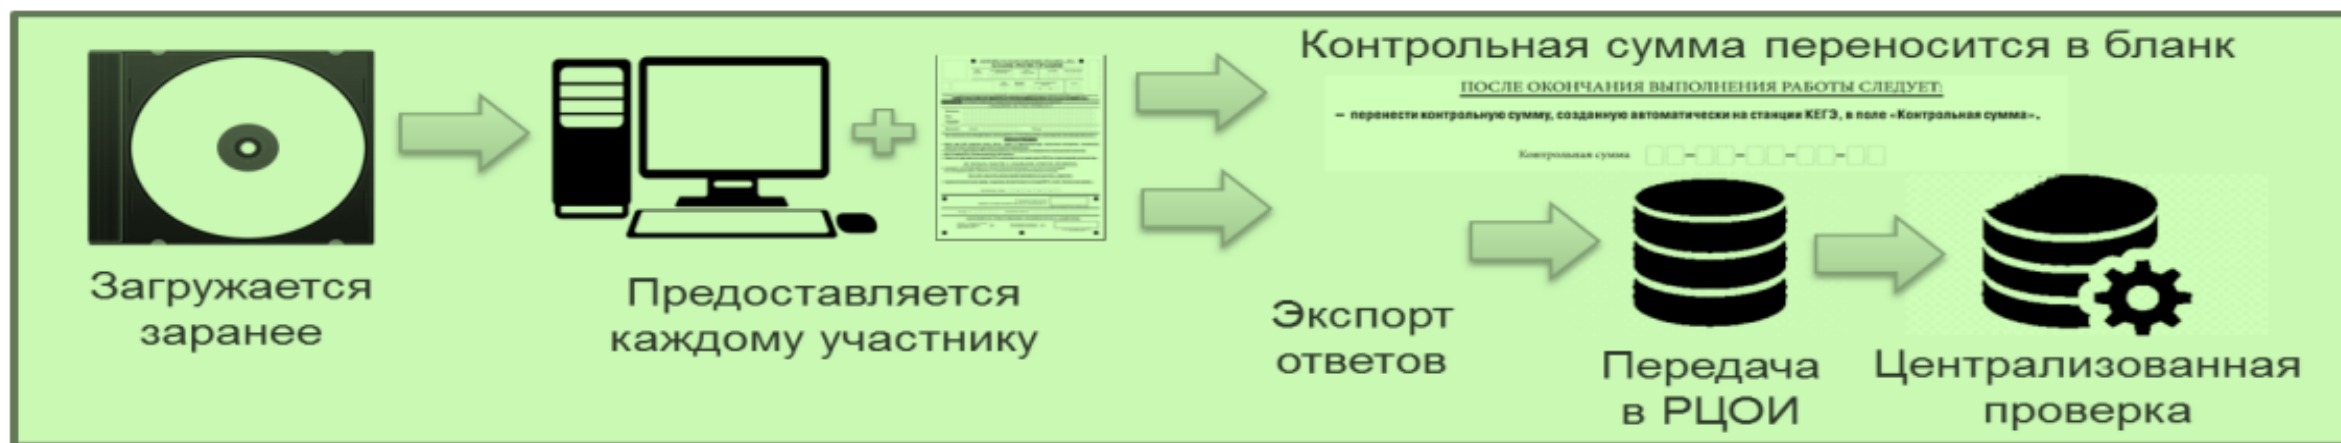 Контрольная сумма переносится в бланк
ПОСЛЕ ОКОНЧАНИЯ ВЫПОЛНЕНИЯ РАБОТЫ СЛЕДУЕТ:
– перенести контрольную сумму, созданную автоматически на станции КЕГЭ, в поле «Контрольная сумма».
Контрольная сумма
Загружается
заранее
Предоставляется
каждому участнику
Экспорт
ответов
Передача
в РЦОИ
Централизованная
проверка